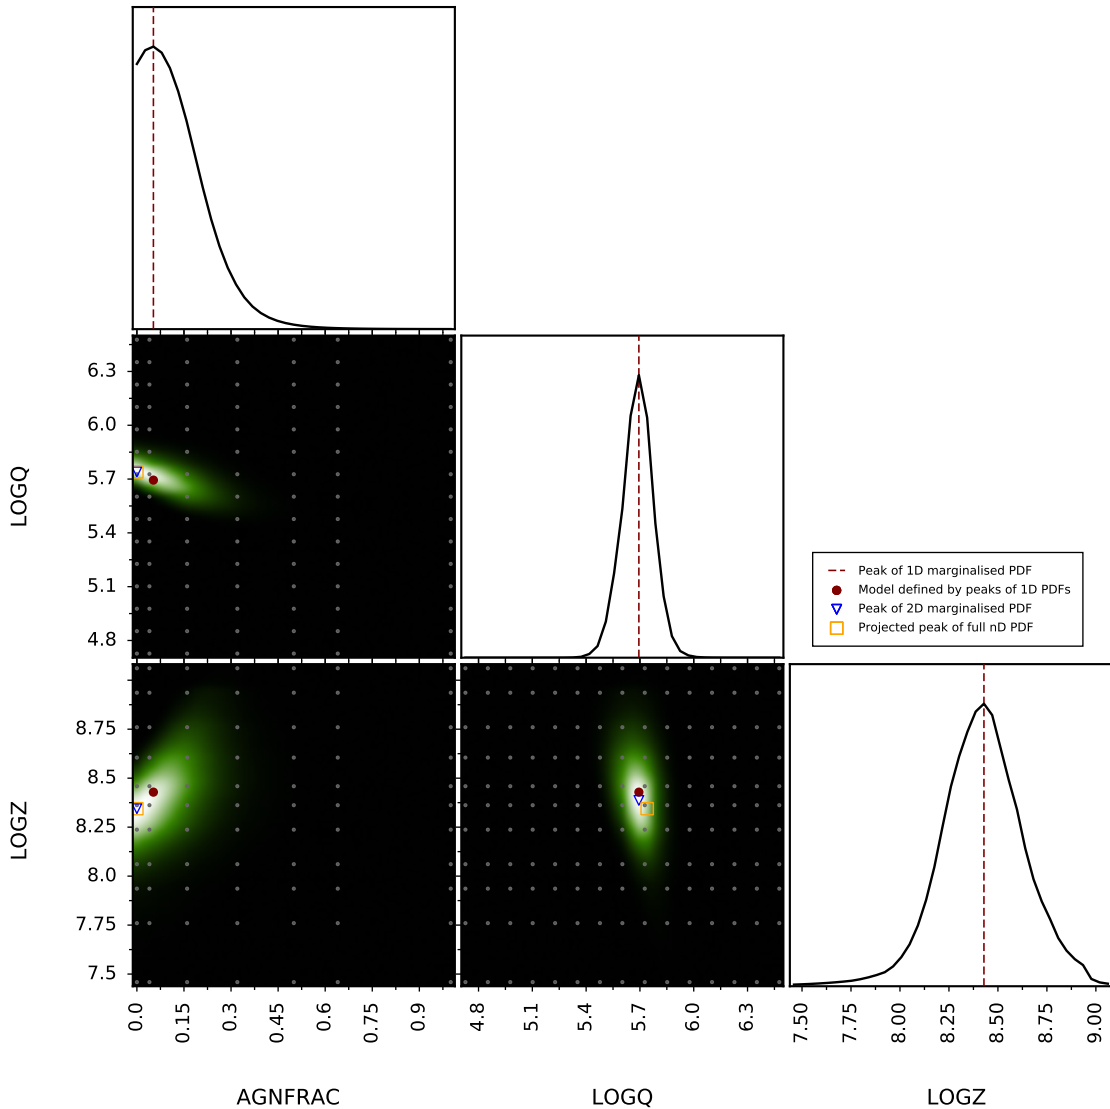 LOGQ
6.3
6.0
5.7
5.4
5.1
4.8
Peak of 1D marginalised PDF
Model defined by peaks of 1D PDFs
Peak of 2D marginalised PDF
Projected peak of full nD PDF
LOGZ
8.75
8.5
8.25
8.0
7.75
7.5
0.0 0.15 0.3 0.45 0.6 0.75 0.9
4.8 5.1 5.4 5.7 6.0 6.3
7.50 7.75 8.00 8.25 8.50 8.75 9.00
AGNFRAC
LOGQ
LOGZ